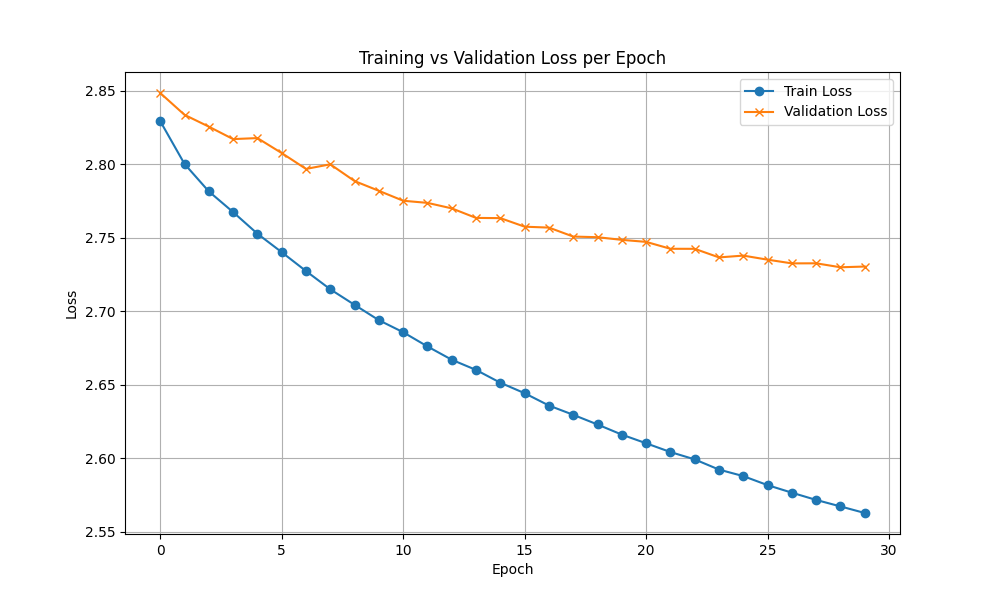 Training vs Validation Loss per Epoch
Train Loss
Validation Loss
Loss
2.85
2.80
2.75
2.70
2.65
2.60
2.55
0 5 10 15 20 25 30
Epoch